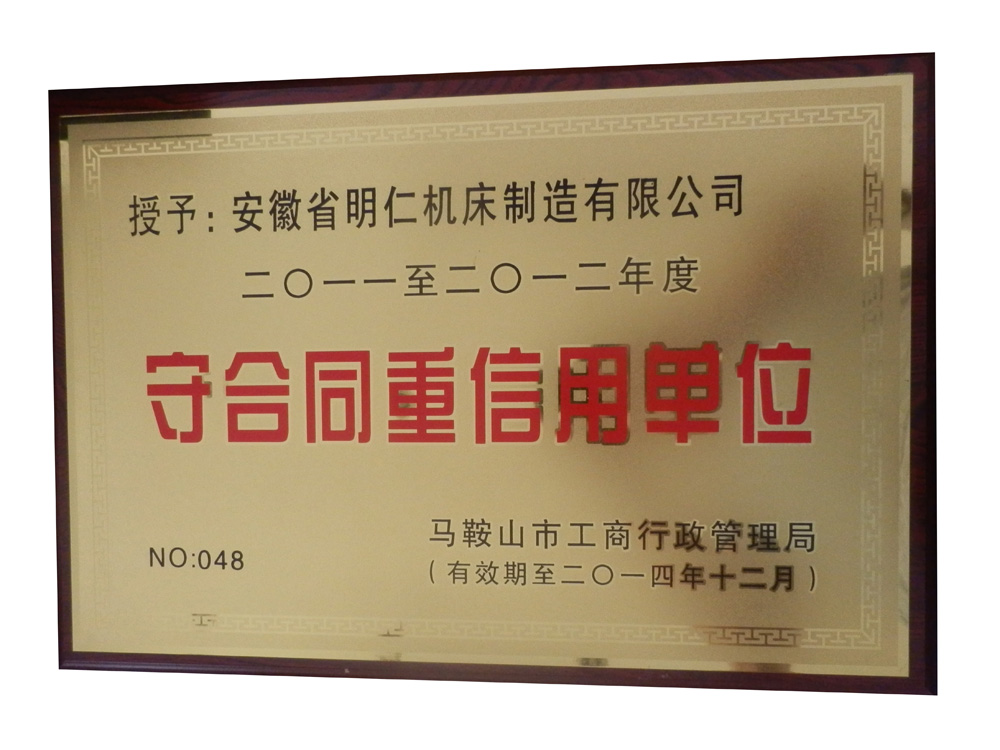 授予：安徽省明仁机床制造有限公司
二〇一一至二〇一二年度
守合同重信用单位
NO:048
马鞍山市工商行政管理局
（有效期至二〇一四年十二月）